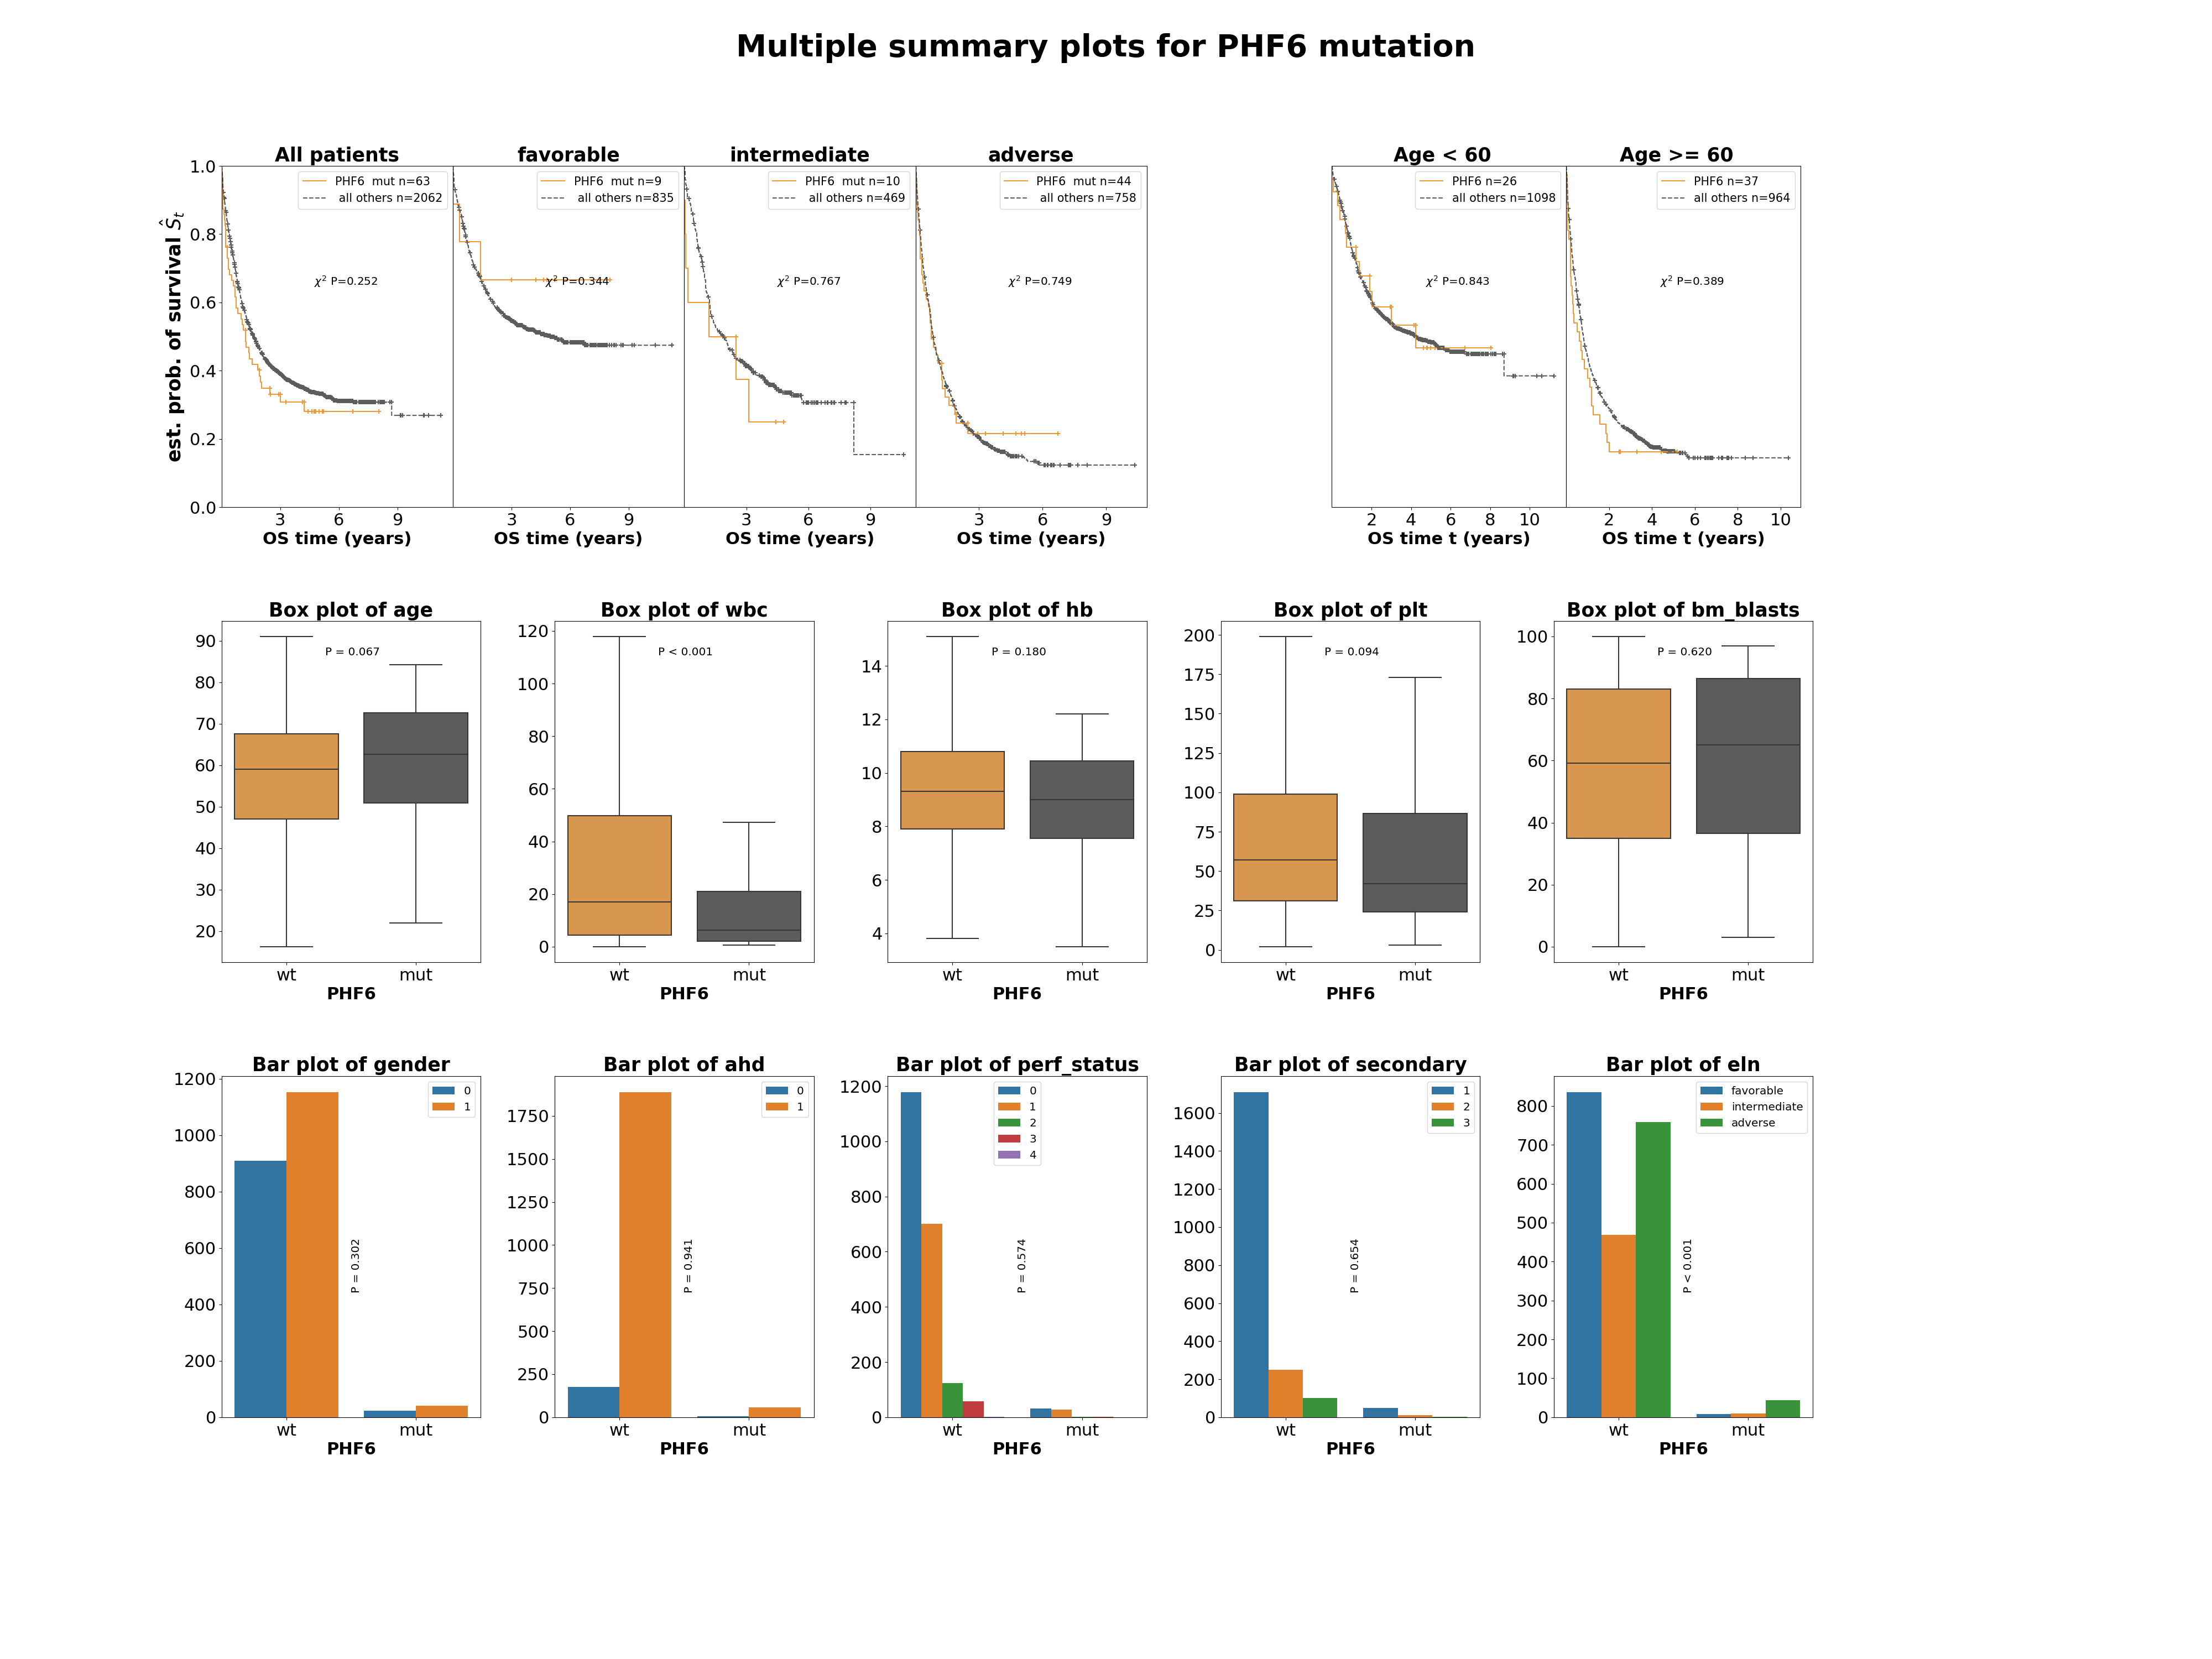 Multiple summary plots for PHF6 mutation
All patients
favorable
intermediate
adverse
Age < 60
Age >= 60
est. prob. of survival Ŝt
1.0
0.8
0.6
0.4
0.2
0.0
PHF6 mut n=63
all others n=2062
χ2 P=0.252
3 6 9
OS time (years)
PHF6 mut n=9
all others n=835
χ2 P=0.344
3 6 9
OS time (years)
PHF6 mut n=10
all others n=469
χ2 P=0.767
3 6 9
OS time (years)
PHF6 mut n=44
all others n=758
χ2 P=0.749
3 6 9
OS time (years)
PHF6 n=26
all others n=1098
χ2 P=0.843
2 4 6 8 10
OS time t (years)
PHF6 n=37
all others n=964
χ2 P=0.389
2 4 6 8 10
OS time t (years)
Box plot of age
90
80
70
60
50
40
30
20
P = 0.067
wt mut
PHF6
Box plot of wbc
120
100
80
60
40
20
0
P < 0.001
wt mut
PHF6
Box plot of hb
14
12
10
8
6
4
P = 0.180
wt mut
PHF6
Box plot of plt
200
175
150
125
100
75
50
25
0
P = 0.094
wt mut
PHF6
Box plot of bm_blasts
100
80
60
40
20
0
P = 0.620
wt mut
PHF6
Bar plot of gender
1200
1000
800
600
400
200
0
0
1
P = 0.302
wt mut
PHF6
Bar plot of ahd
1750
1500
1250
1000
750
500
250
0
0
1
P = 0.941
wt mut
PHF6
Bar plot of perf_status
1200
1000
800
600
400
200
0
0
1
2
3
4
P = 0.574
wt mut
PHF6
Bar plot of secondary
1600
1400
1200
1000
800
600
400
200
0
1
2
3
P = 0.654
wt mut
PHF6
Bar plot of eln
800
700
600
500
400
300
200
100
0
favorable
intermediate
adverse
P < 0.001
wt mut
PHF6